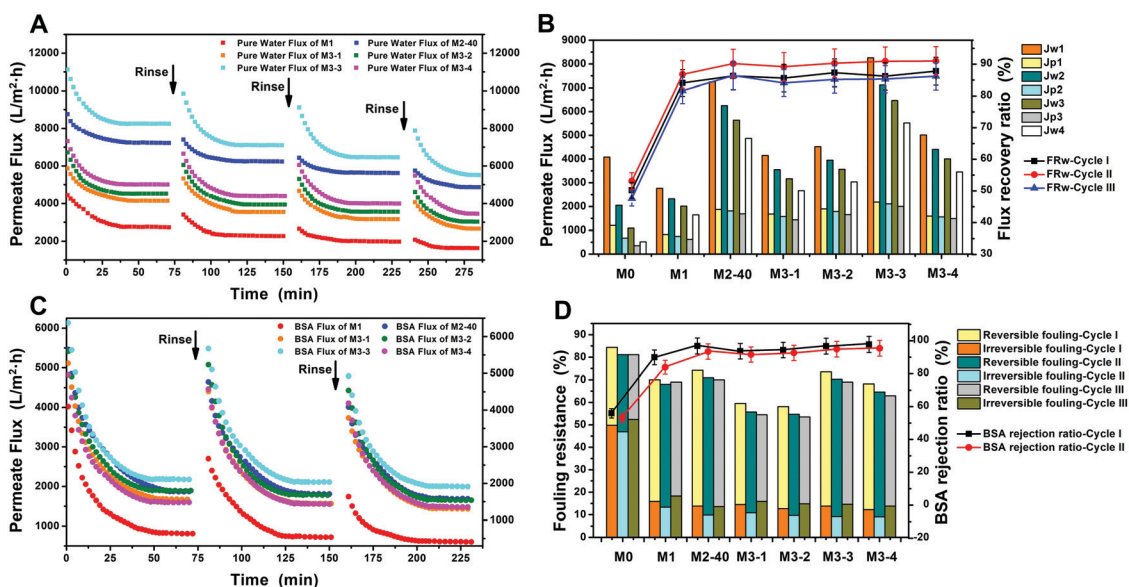 A
Permeate Flux (L/m²·h)
12000
10000
8000
6000
4000
2000
Pure Water Flux of M1
Pure Water Flux of M2-40
Pure Water Flux of M3-1
Pure Water Flux of M3-2
Pure Water Flux of M3-3
Pure Water Flux of M3-4
Rinse
Rinse
Rinse
12000
10000
8000
6000
4000
2000
0 25 50 75 100 125 150 175 200 225 250 275
Time (min)
B
Permeate Flux (L/m²·h)
9000
8000
7000
6000
5000
4000
3000
2000
1000
0
M0 M1 M2-40 M3-1 M3-2 M3-3 M3-4
90
80
70
60
50
40
30
Flux recovery ratio (%)
Jw1
Jp1
Jw2
Jp2
Jw3
Jp3
Jw4
FRw-Cycle I
FRw-Cycle II
FRw-Cycle III
C
Permeate Flux (L/m²·h)
6000
5000
4000
3000
2000
1000
Rinse
Rinse
BSA Flux of M1
BSA Flux of M2-40
BSA Flux of M3-1
BSA Flux of M3-2
BSA Flux of M3-3
BSA Flux of M3-4
6000
5000
4000
3000
2000
1000
0 25 50 75 100 125 150 175 200 225
Time (min)
D
Fouling resistance (%)
90
80
70
60
50
40
30
20
10
0
M0 M1 M2-40 M3-1 M3-2 M3-3 M3-4
100
80
60
40
20
0
-20
BSA rejection ratio (%)
Reversible fouling-Cycle I
Irreversible fouling-Cycle I
Reversible fouling-Cycle II
Irreversible fouling-Cycle II
Reversible fouling-Cycle III
Irreversible fouling-Cycle III
BSA rejection ratio-Cycle I
BSA rejection ratio-Cycle II